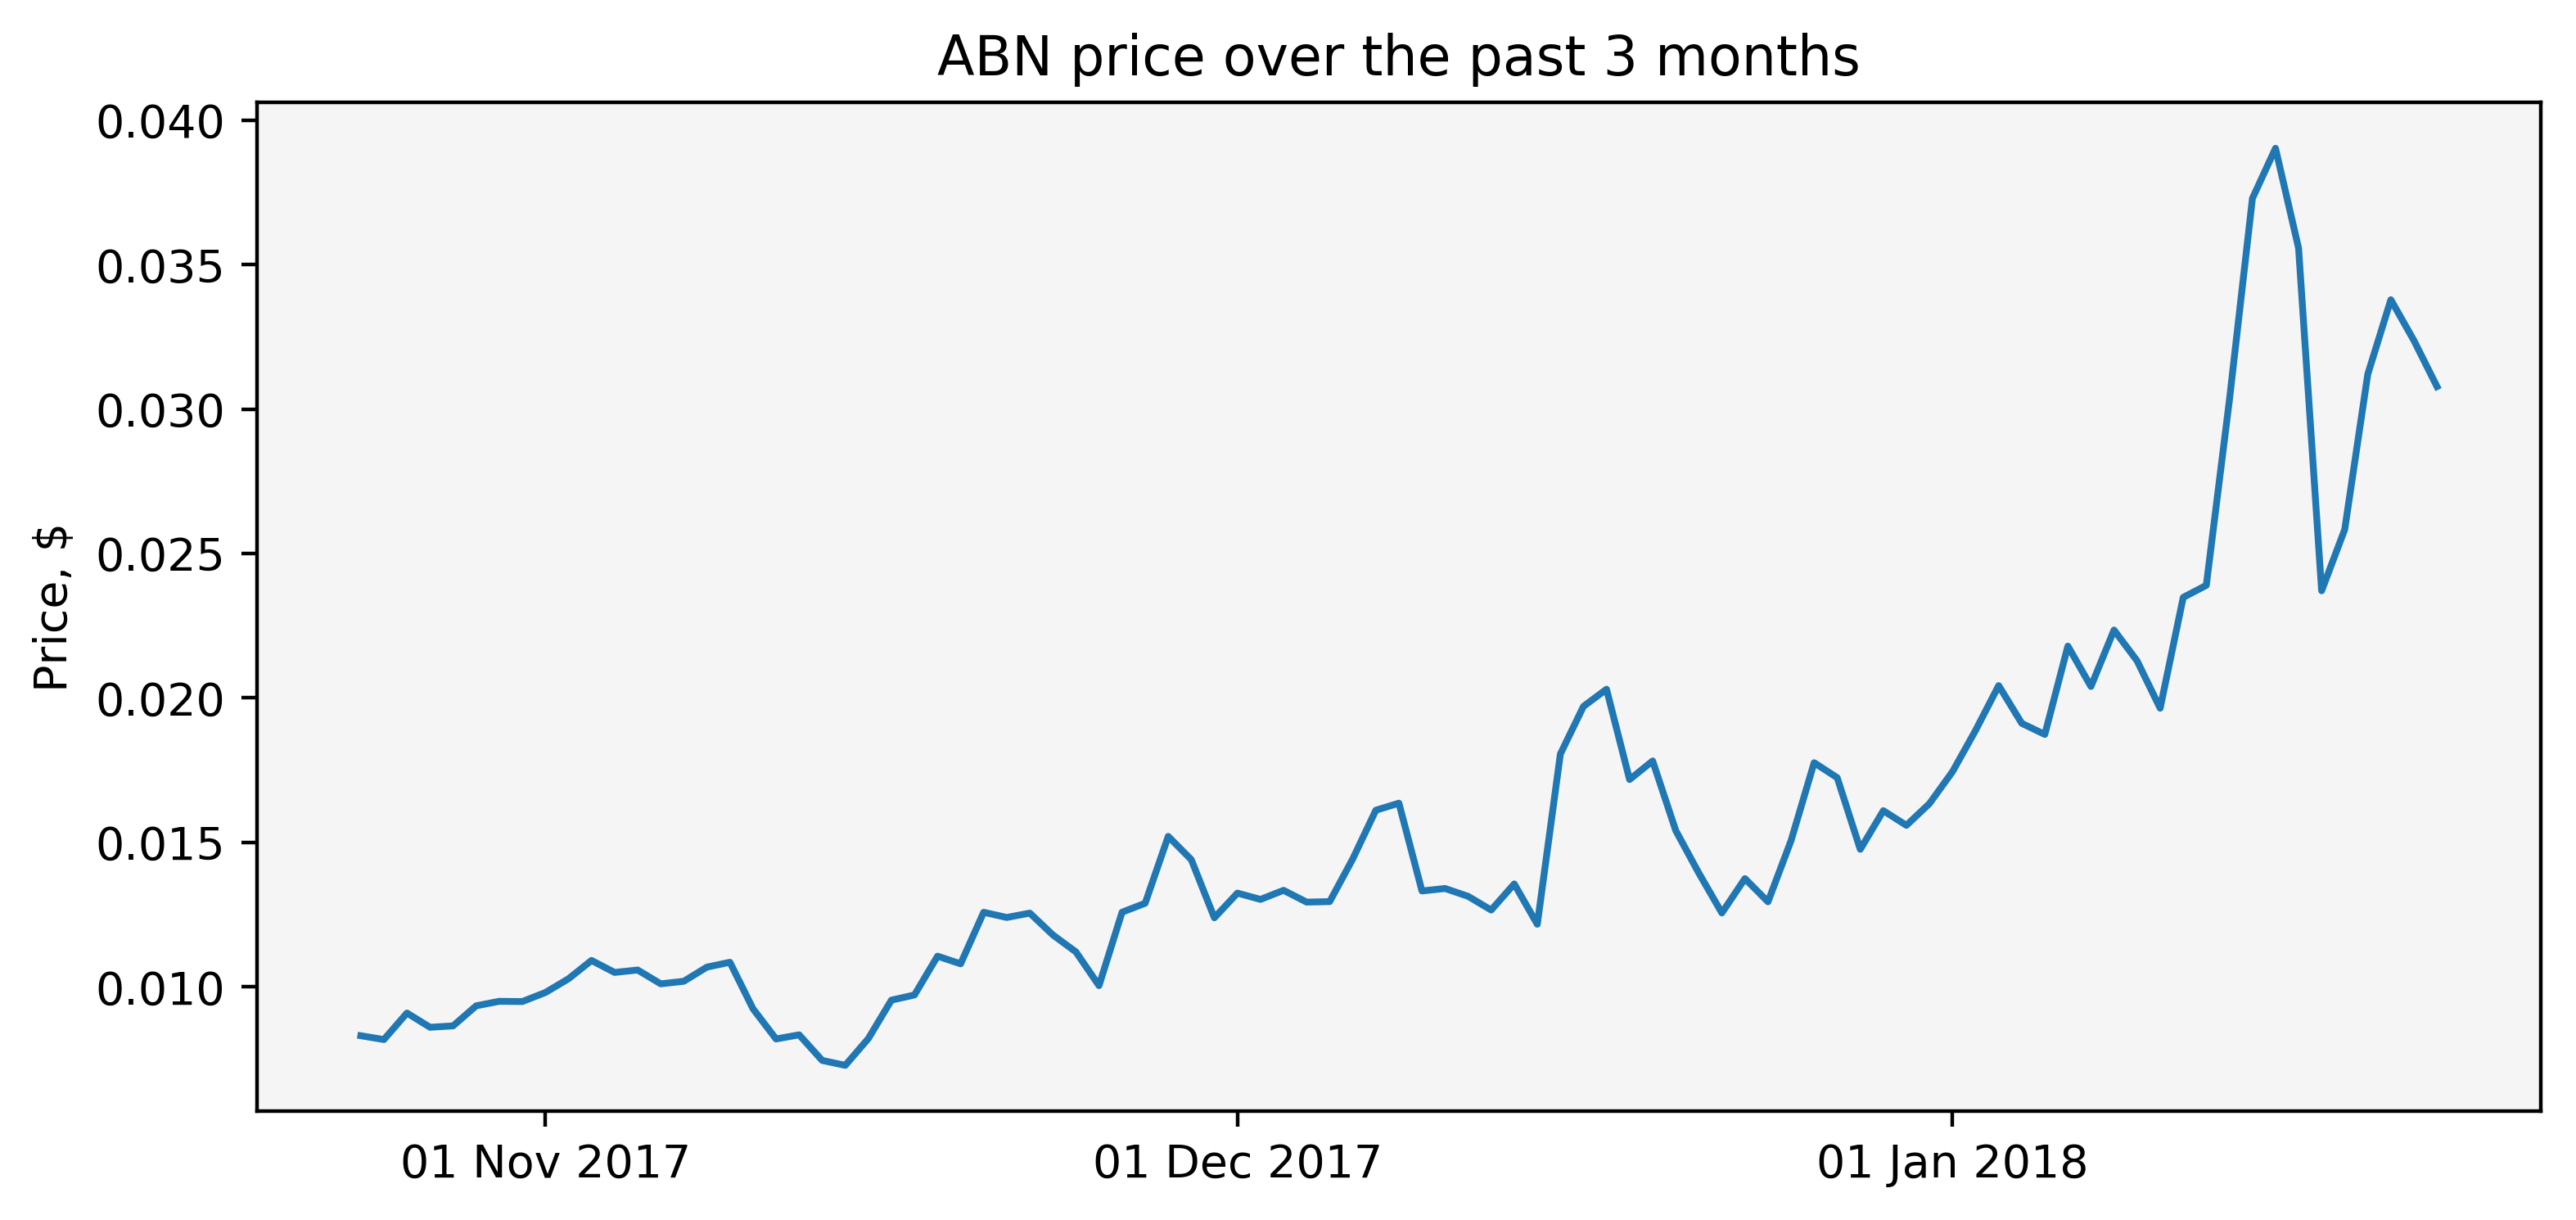 ABN price over the past 3 months
Price, $
0.040
0.035
0.030
0.025
0.020
0.015
0.010
01 Nov 2017
01 Dec 2017
01 Jan 2018